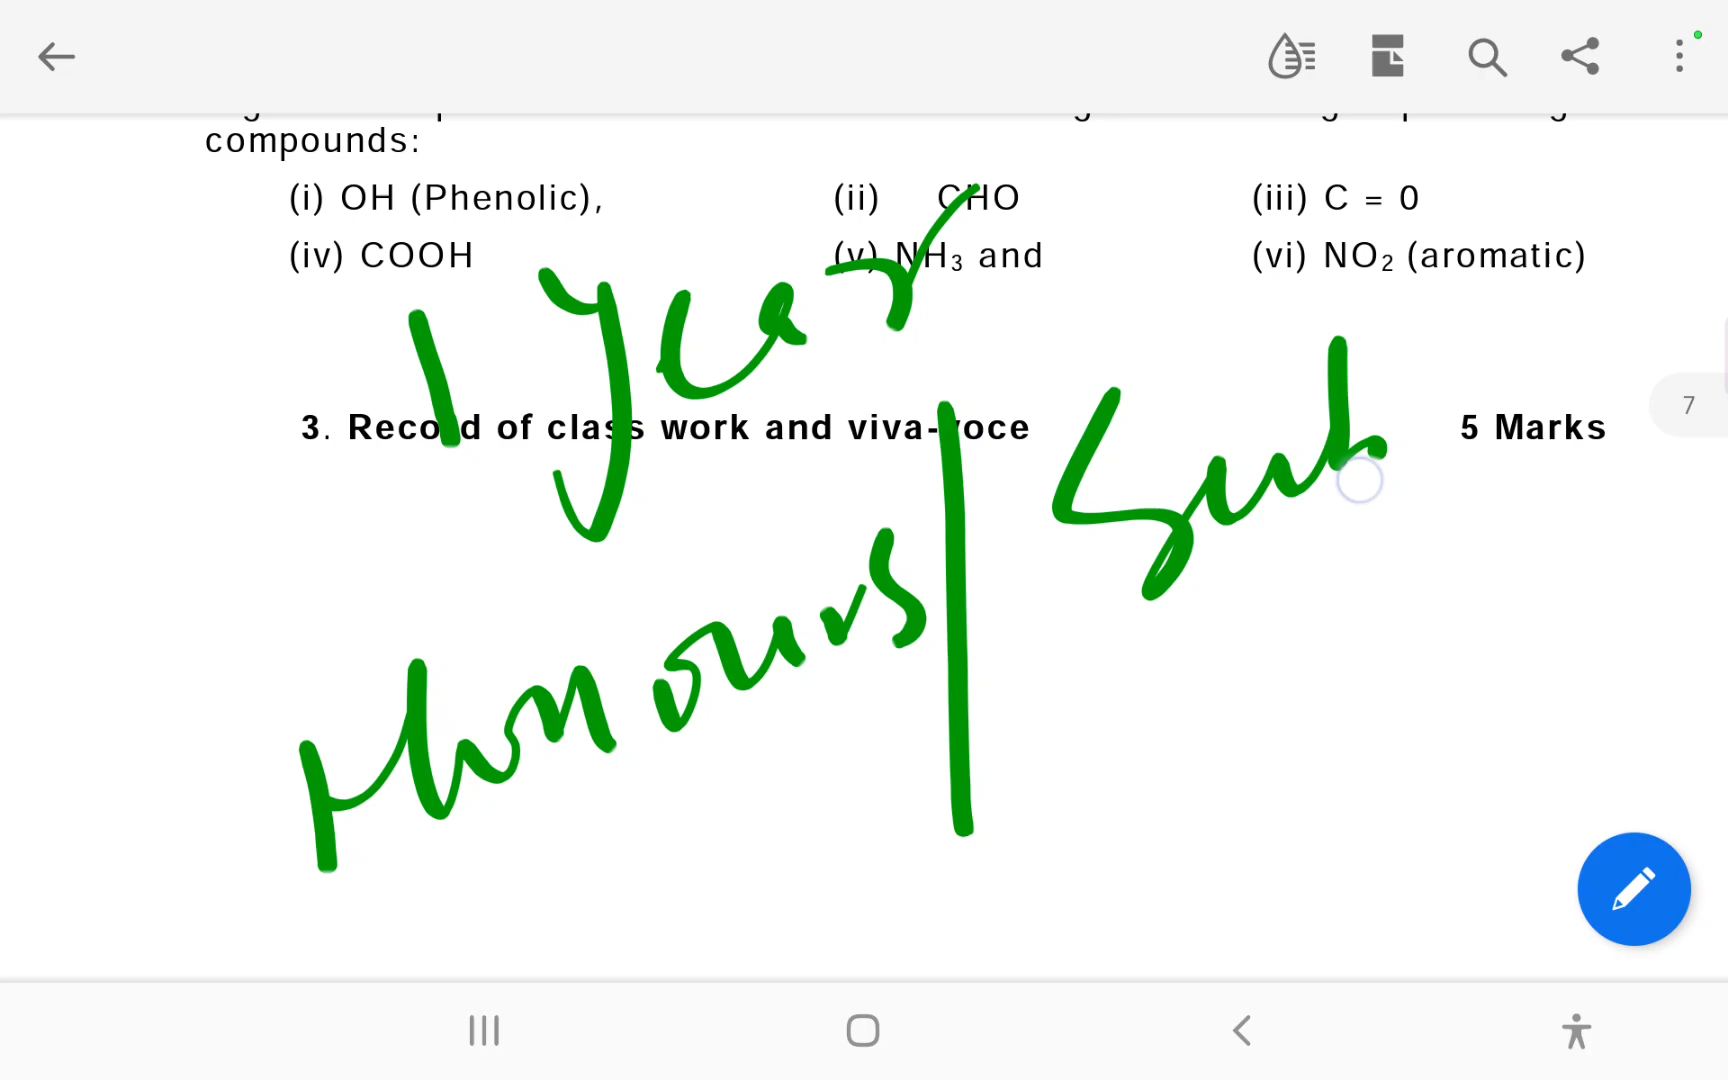 compounds:
(i) OH (Phenolic), (ii) CHO (iii) C = 0
(iv) COOH (v) NH₃ and (vi) NO₂ (aromatic)
1 year
3. Record of class work and viva-voce 5 Marks
7
Honours | Sub